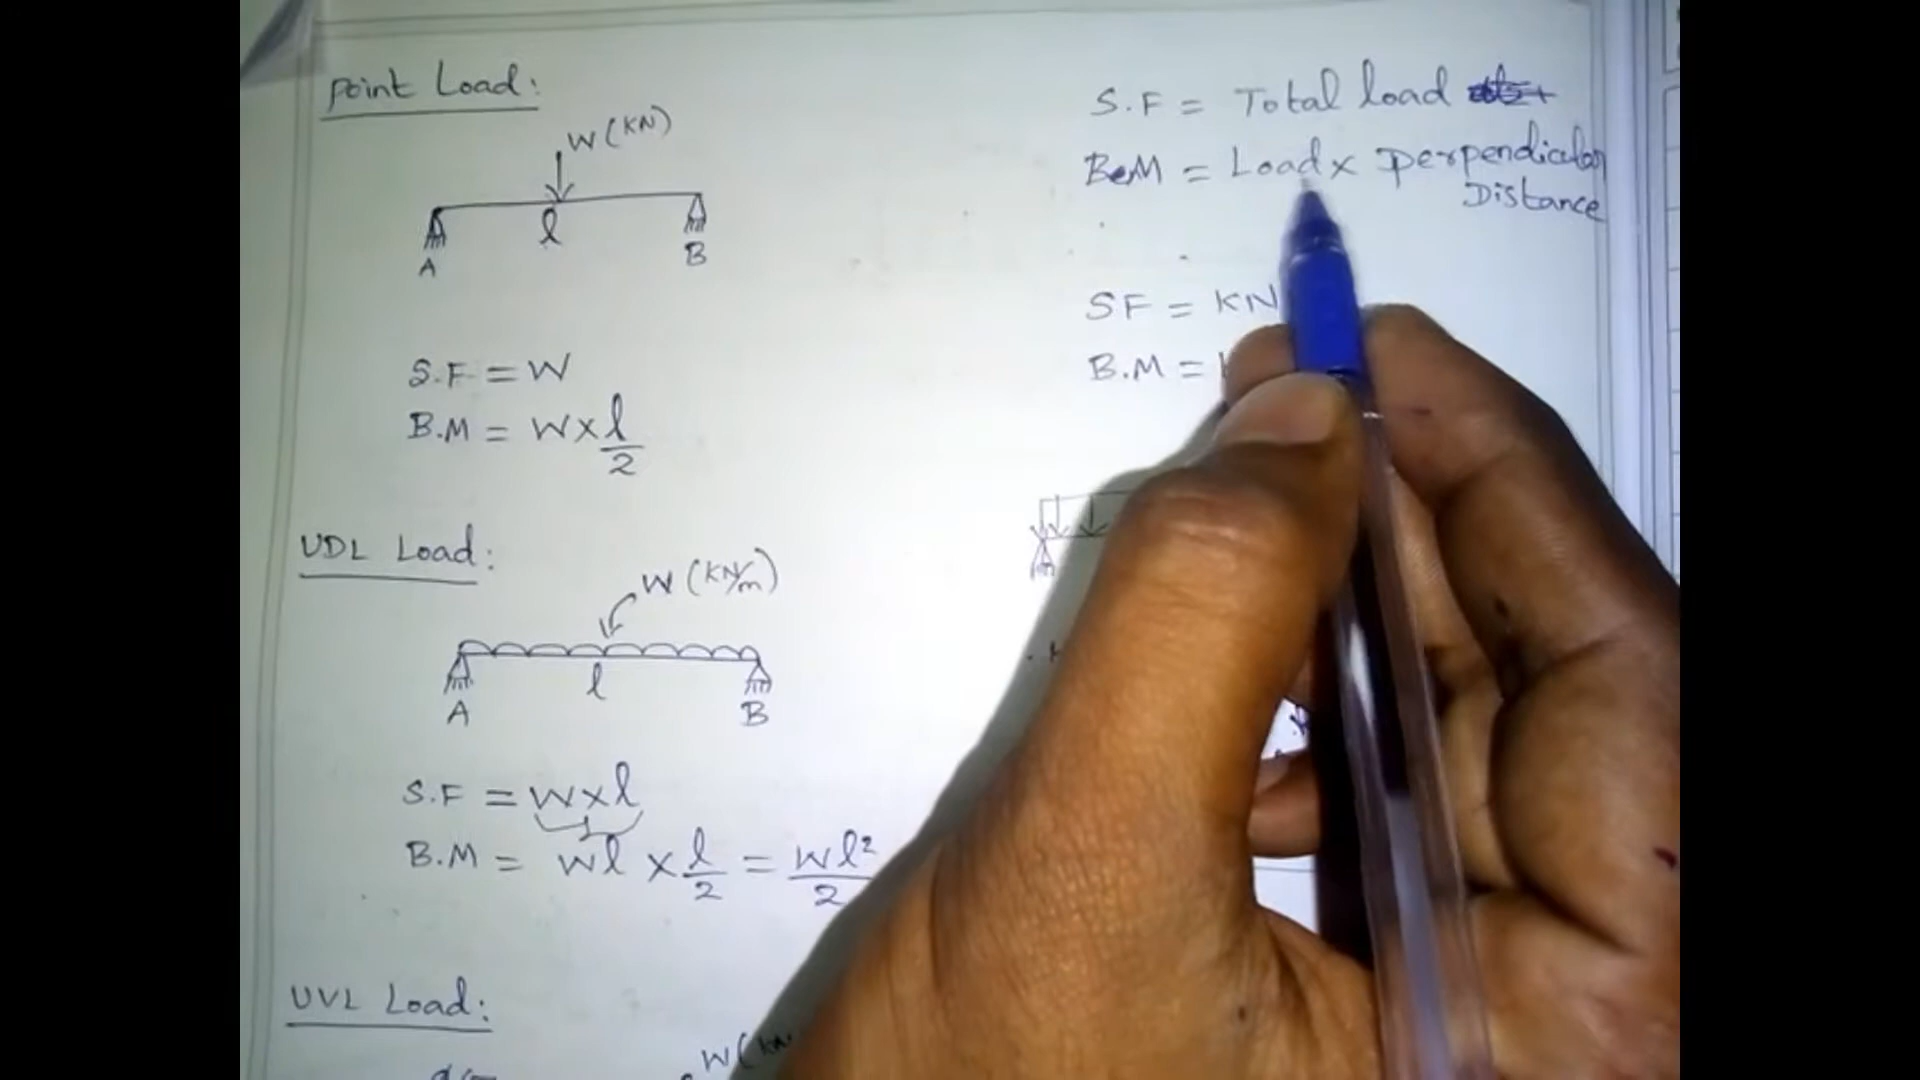 Point Load:
W (KN)
l
A
B
S.F = W
B.M = W x l/2
UDL Load:
W (KN/m)
l
A
B
S.F = W x l
B.M = wl x l/2 = wl²/2
UVL Load:
S.F = Total load
B.M = Load x Perpendicular
Distance
SF = KN
B.M =